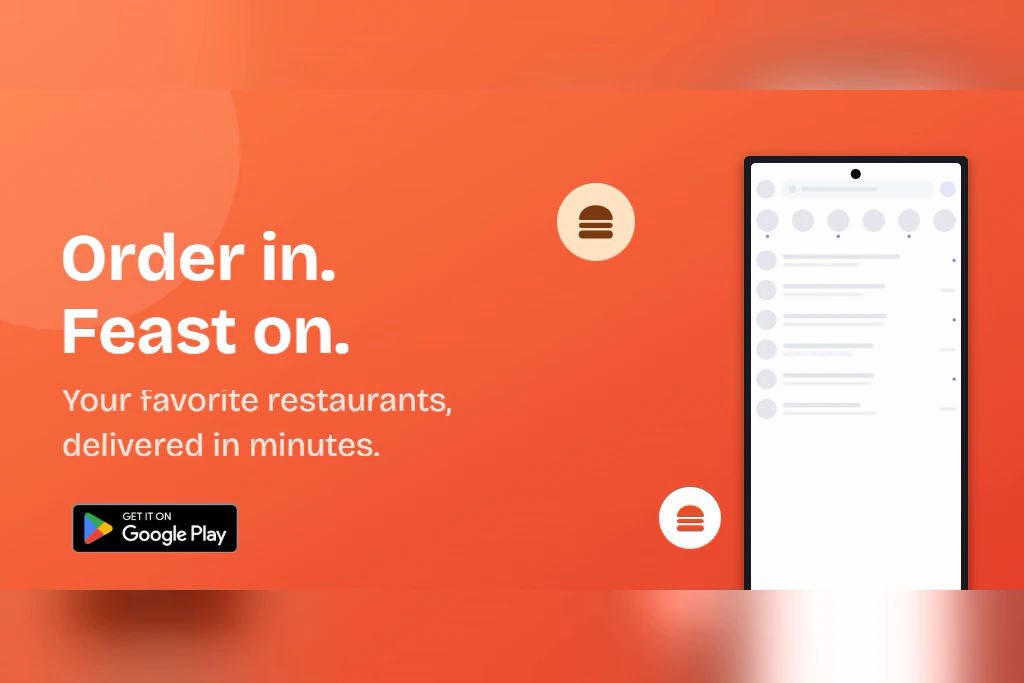 Order in.
Feast on.
Your favorite restaurants,
delivered in minutes.
GET IT ON
Google Play